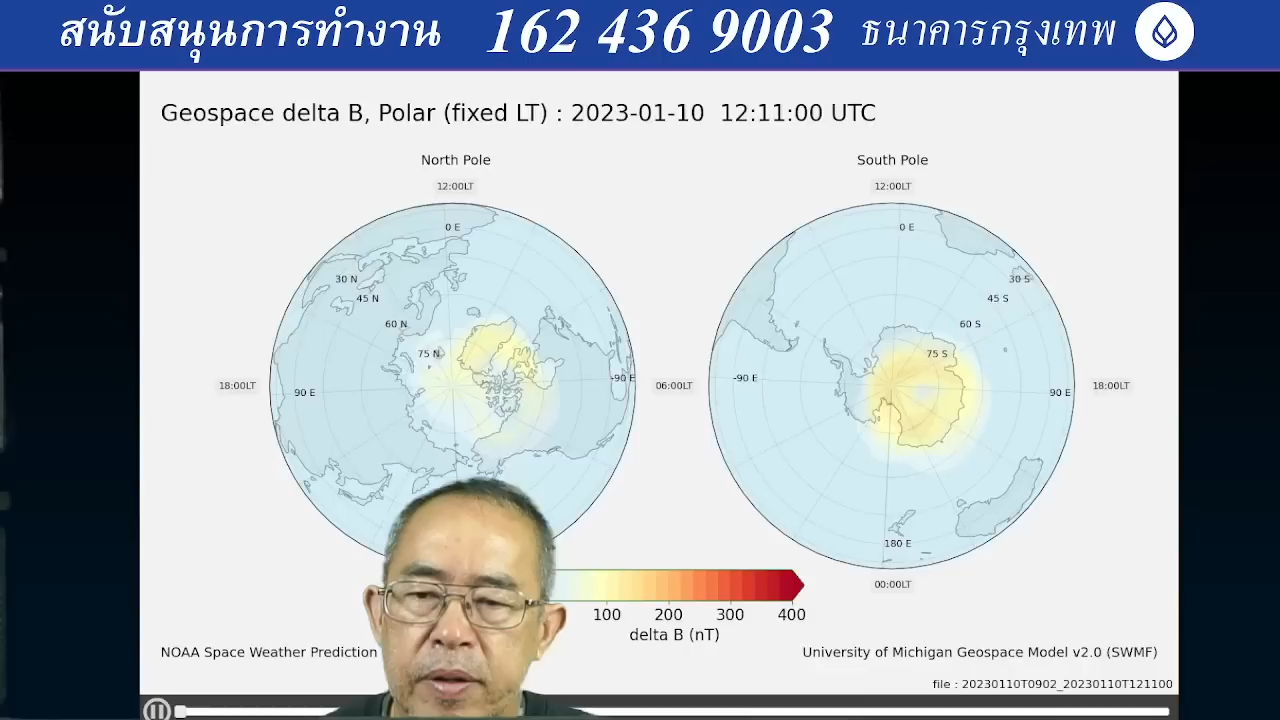 สนับสนุนการทำงาน 162 436 9003 ธนาคารกรุงเทพ
Geospace delta B, Polar (fixed LT) : 2023-01-10 12:11:00 UTC
North Pole
South Pole
12:00LT
12:00LT
0 E
0 E
30 N
30 S
45 N
45 S
60 N
60 S
75 N
75 S
18:00LT
90 E
-90 E
06:00LT
-90 E
90 E
18:00LT
180 E
00:00LT
100 200 300 400
delta B (nT)
NOAA Space Weather Prediction
University of Michigan Geospace Model v2.0 (SWMF)
file : 20230110T0902_20230110T121100